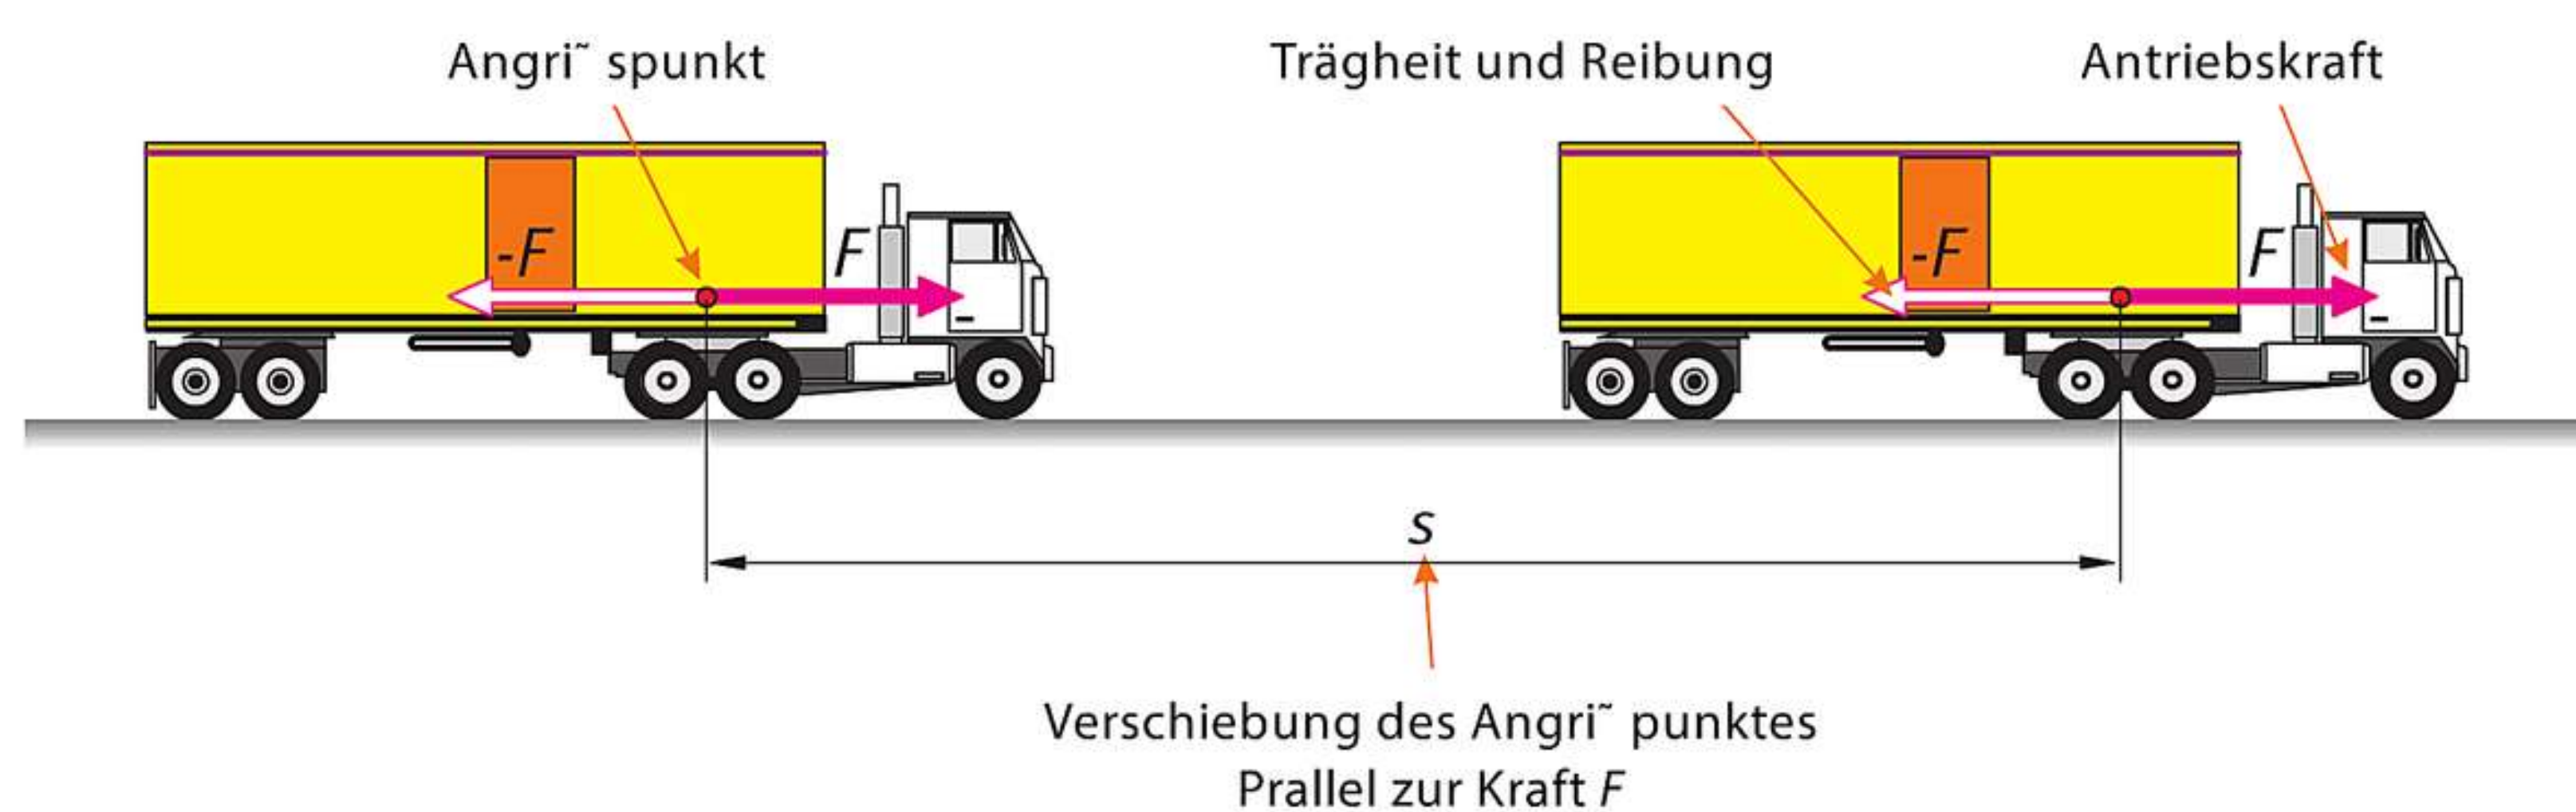 Angri˜ spunkt
Trägheit und Reibung
Antriebskraft
-F
F
-F
F
s
Verschiebung des Angri˜ punktes
Prallel zur Kraft F